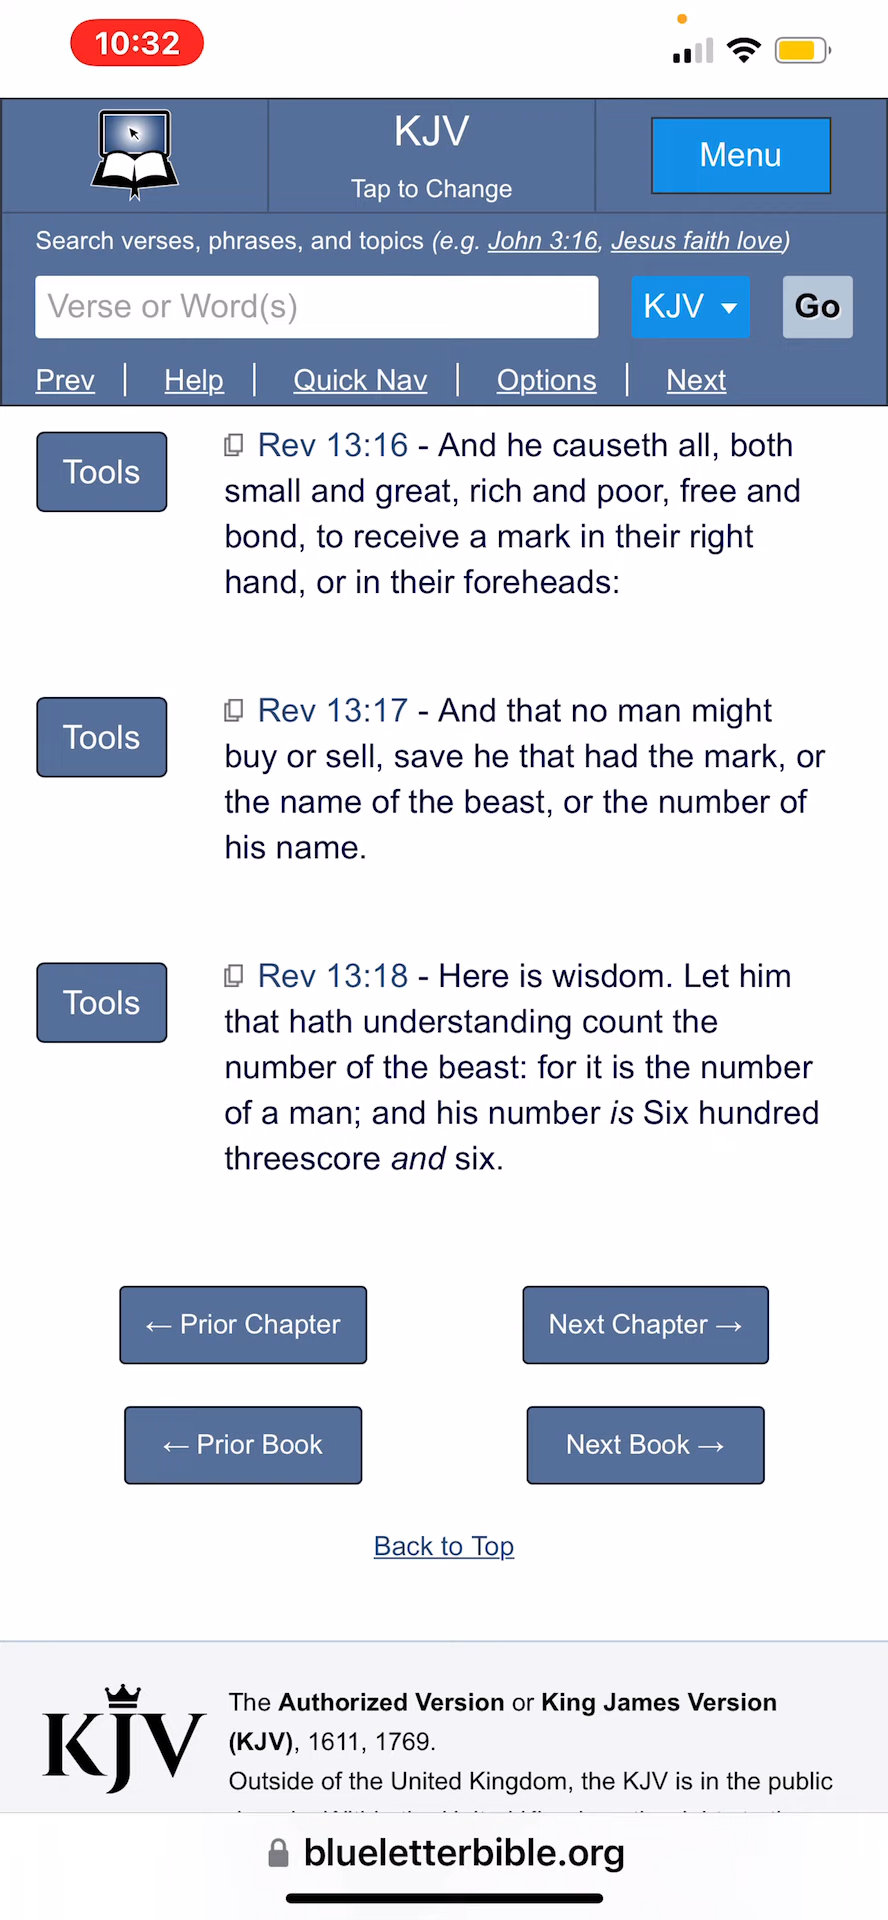 10:32
KJV
Tap to Change
Menu
Search verses, phrases, and topics (e.g. John 3:16, Jesus faith love)
Verse or Word(s)
KJV
Go
Prev | Help | Quick Nav | Options | Next
Tools
Rev 13:16 - And he causeth all, both
small and great, rich and poor, free and
bond, to receive a mark in their right
hand, or in their foreheads:
Tools
Rev 13:17 - And that no man might
buy or sell, save he that had the mark, or
the name of the beast, or the number of
his name.
Tools
Rev 13:18 - Here is wisdom. Let him
that hath understanding count the
number of the beast: for it is the number
of a man; and his number is Six hundred
threescore and six.
← Prior Chapter
Next Chapter →
← Prior Book
Next Book →
Back to Top
KJV
The Authorized Version or King James Version
(KJV), 1611, 1769.
Outside of the United Kingdom, the KJV is in the public
blueletterbible.org